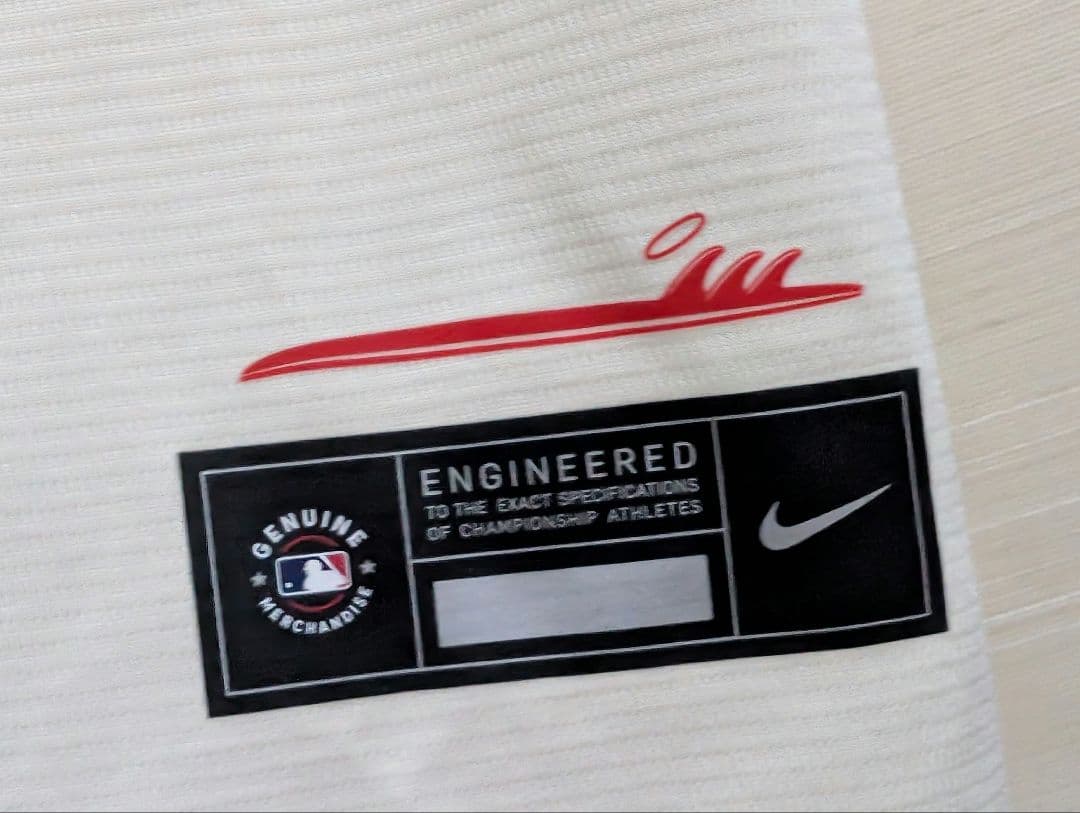 ENGINEERED
TO THE EXACT SPECIFICATIONS
OF CHAMPIONSHIP ATHLETES
GENUINE
MERCHANDISE